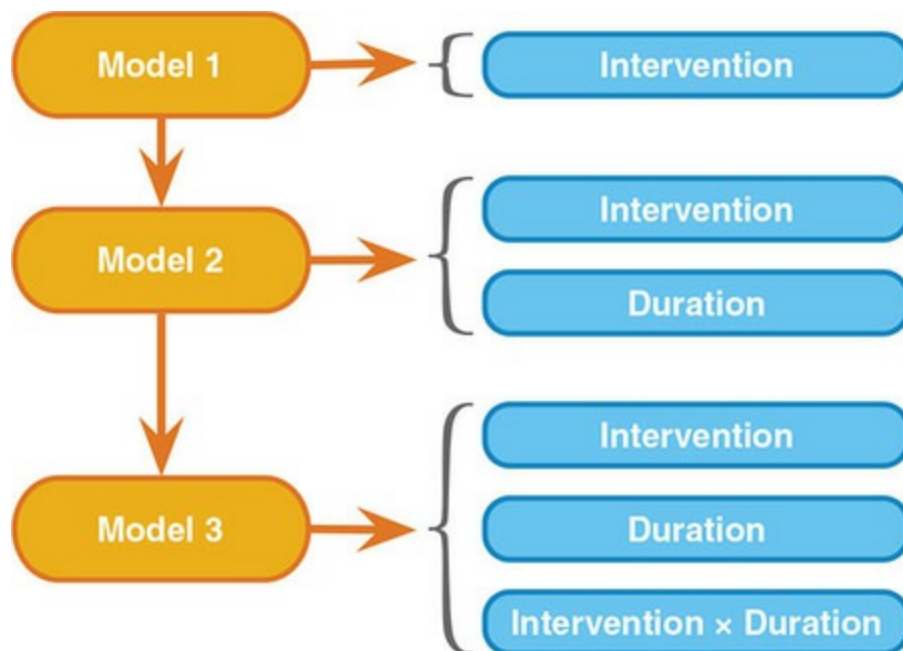 Model 1
Intervention
Model 2
Intervention
Duration
Model 3
Intervention
Duration
Intervention × Duration